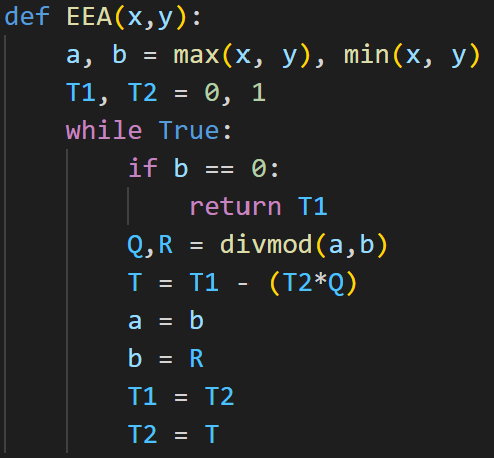 def EEA(x,y):
    a, b = max(x, y), min(x, y)
    T1, T2 = 0, 1
    while True:
        if b == 0:
            return T1
        Q,R = divmod(a,b)
        T = T1 - (T2*Q)
        a = b
        b = R
        T1 = T2
        T2 = T